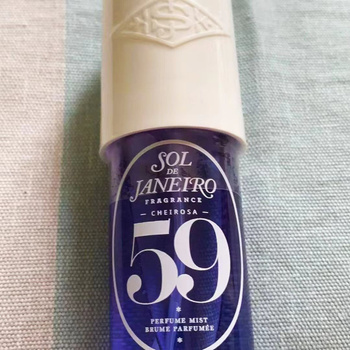 SOL
DE
JANEIRO
FRAGRANCE
— CHEIROSA —
59
PERFUME MIST
BRUME PARFUMÉE